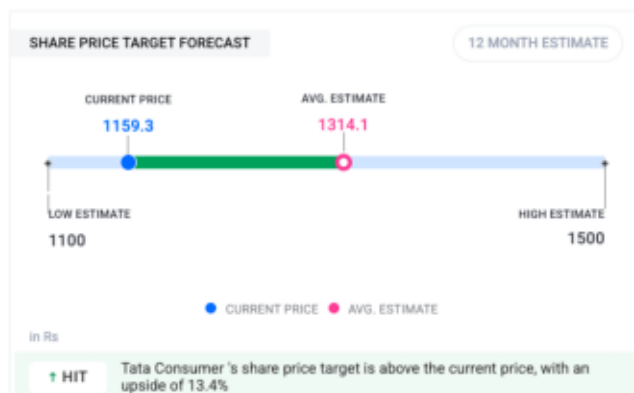 SHARE PRICE TARGET FORECAST
12 MONTH ESTIMATE
CURRENT PRICE
AVG. ESTIMATE
1159.3
1314.1
LOW ESTIMATE
HIGH ESTIMATE
1100
1500
CURRENT PRICE
AVG. ESTIMATE
in Rs
↑ HIT
Tata Consumer 's share price target is above the current price, with an
upside of 13.4%